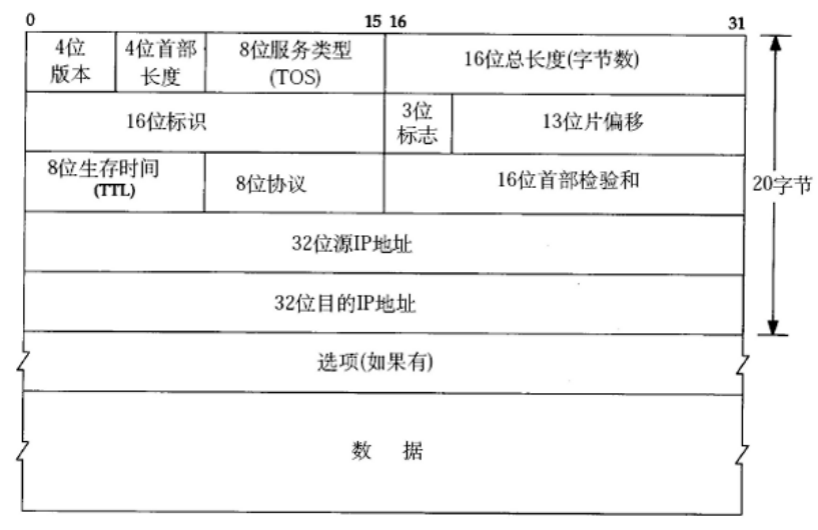 0 15 16 31
4位
版本
4位首部
长度
8位服务类型
(TOS)
16位总长度(字节数)
16位标识
3位
标志
13位片偏移
8位生存时间
(TTL)
8位协议
16位首部检验和
20字节
32位源IP地址
32位目的IP地址
选项(如果有)
数 据